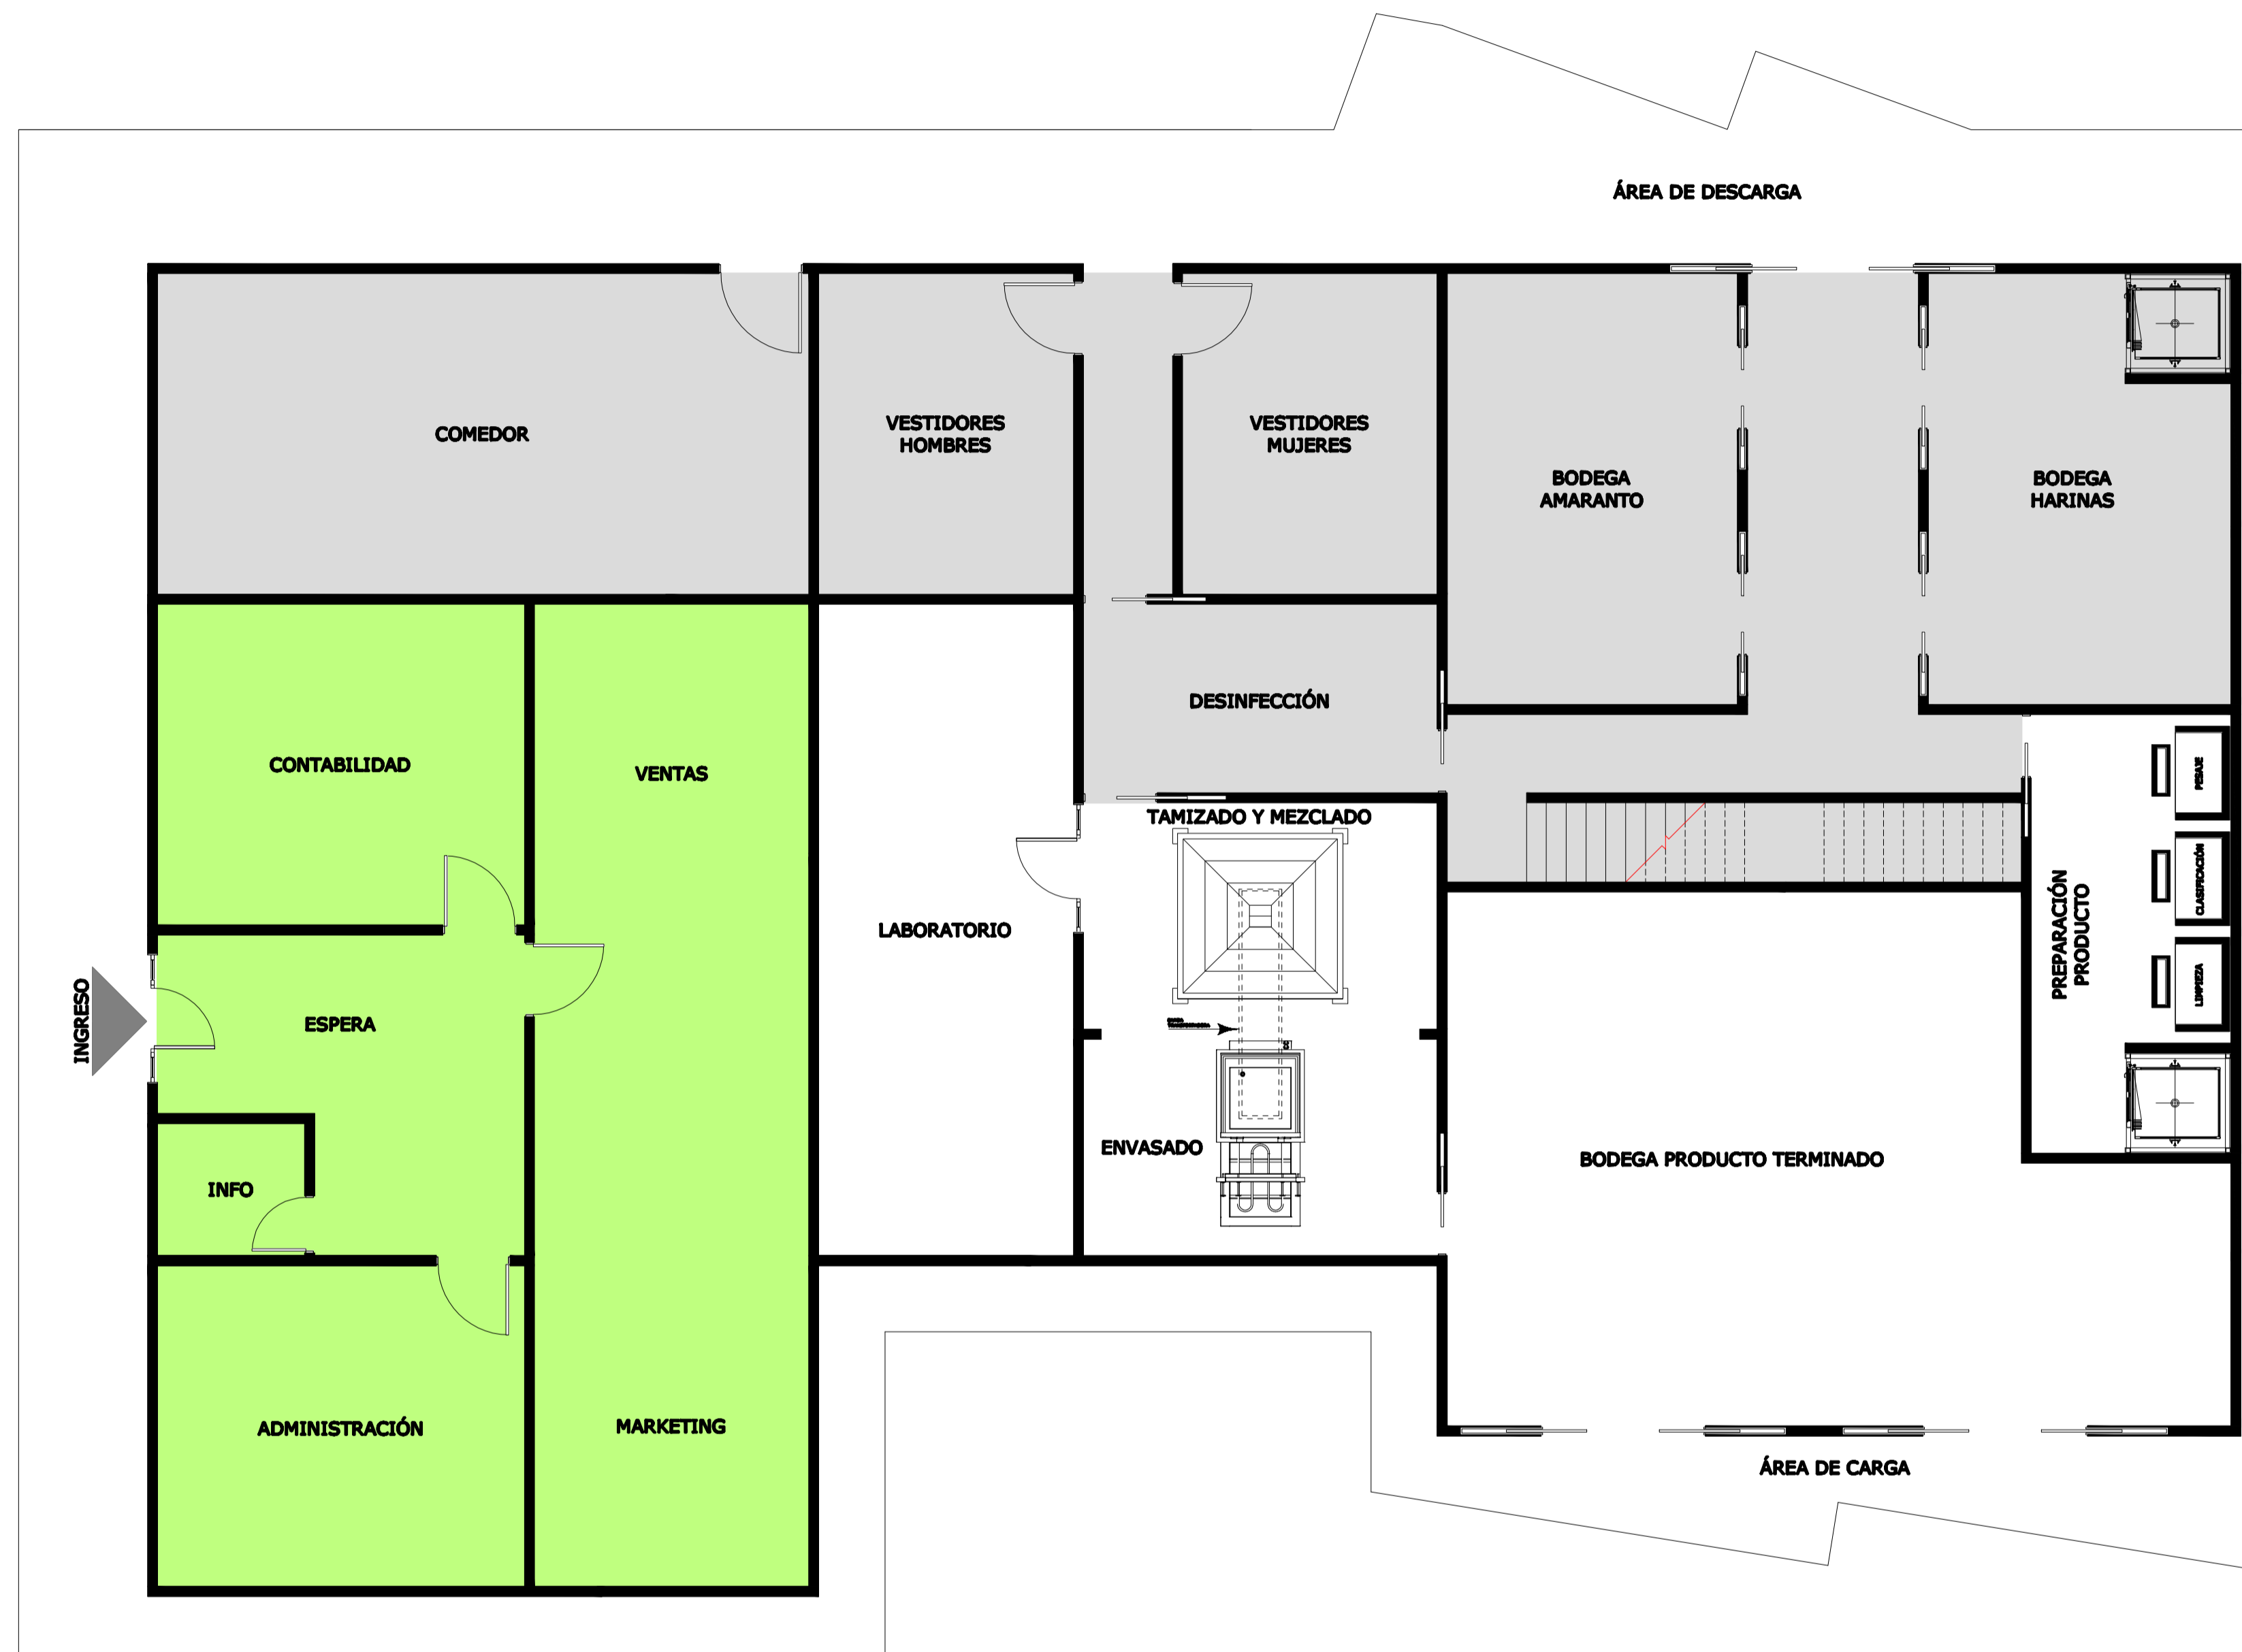 ÁREA DE DESCARGA
COMEDOR
VESTIDORES
HOMBRES
VESTIDORES
MUJERES
BODEGA
AMARANTO
BODEGA
HARINAS
CONTABILIDAD
VENTAS
DESINFECCIÓN
TAMIZADO Y MEZCLADO
PESAJE
CLASIFICACIÓN
LIMPIEZA
PREPARACIÓN
PRODUCTO
LABORATORIO
INGRESO
ESPERA
INFO
ENVASADO
BODEGA PRODUCTO TERMINADO
ADMINISTRACIÓN
MARKETING
ÁREA DE CARGA